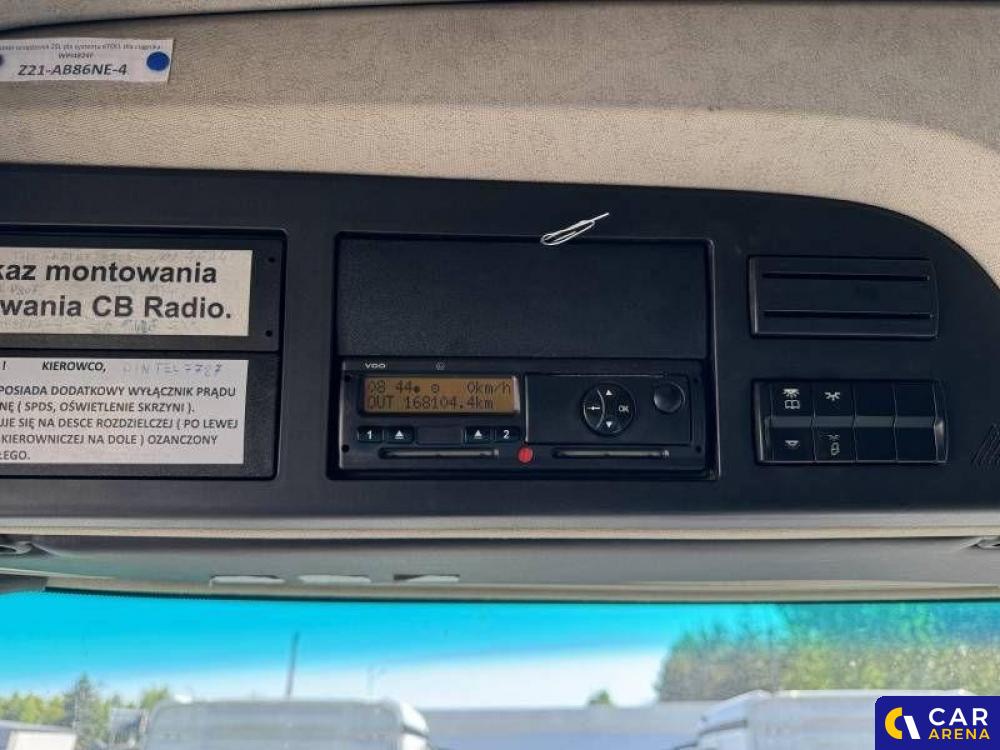 Z21-AB86NE-4
kaz montowania
wania CB Radio.
I KIEROWCO,
POSIADA DODATKOWY WYŁĄCZNIK PRĄDU
NĘ ( SPDS, OŚWIETLENIE SKRZYNI ).
JE SIĘ NA DESCE ROZDZIELCZEJ ( PO LEWEJ
KIEROWNICZEJ NA DOLE ) OZANCZONY
ŁEGO.
VDO
08 44 0km/h
OUT 168104.4km
OK
1 2
CAR
ARENA